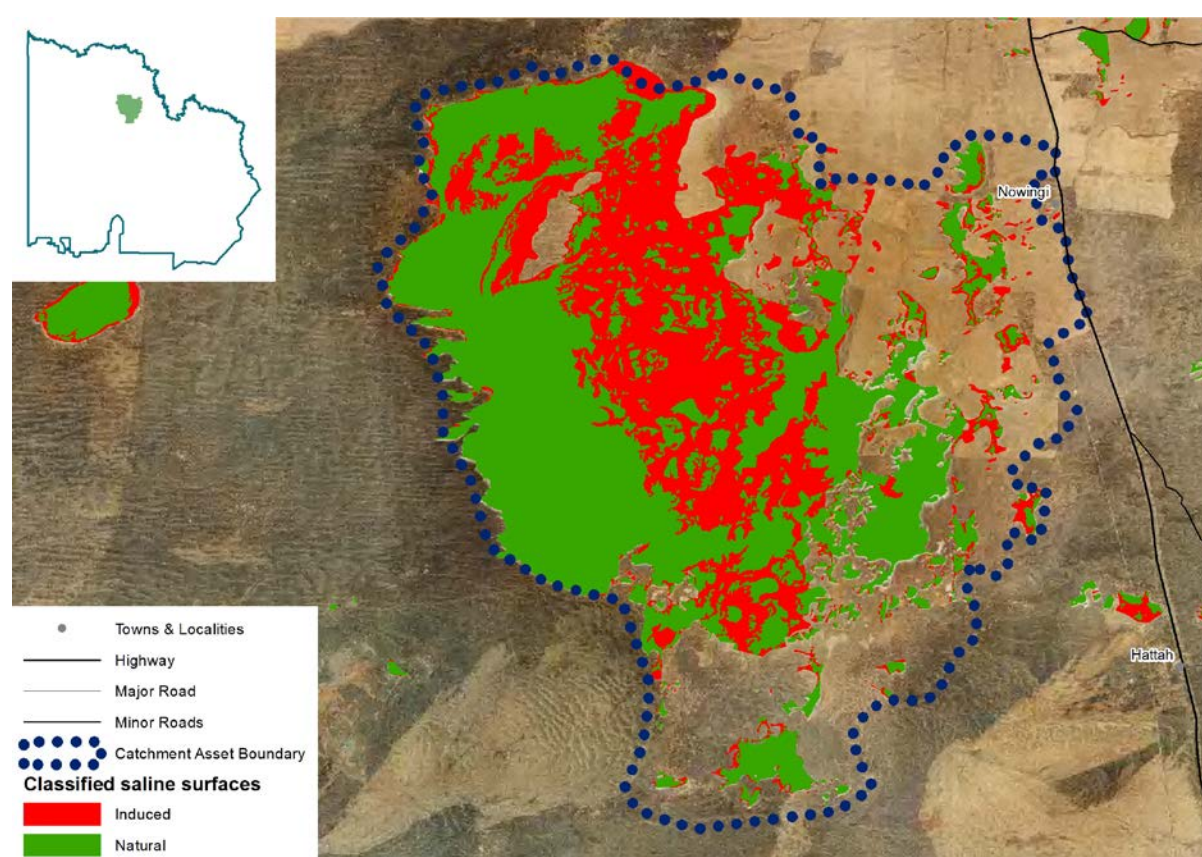 Nowingi
Hattah
Towns & Localities
Highway
Major Road
Minor Roads
Catchment Asset Boundary
Classified saline surfaces
Induced
Natural